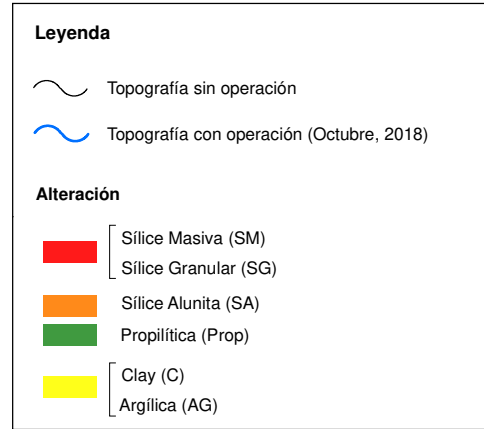 Leyenda
Topografía sin operación
Topografía con operación (Octubre, 2018)
Alteración
Sílice Masiva (SM)
Sílice Granular (SG)
Sílice Alunita (SA)
Propilítica (Prop)
Clay (C)
Argílica (AG)